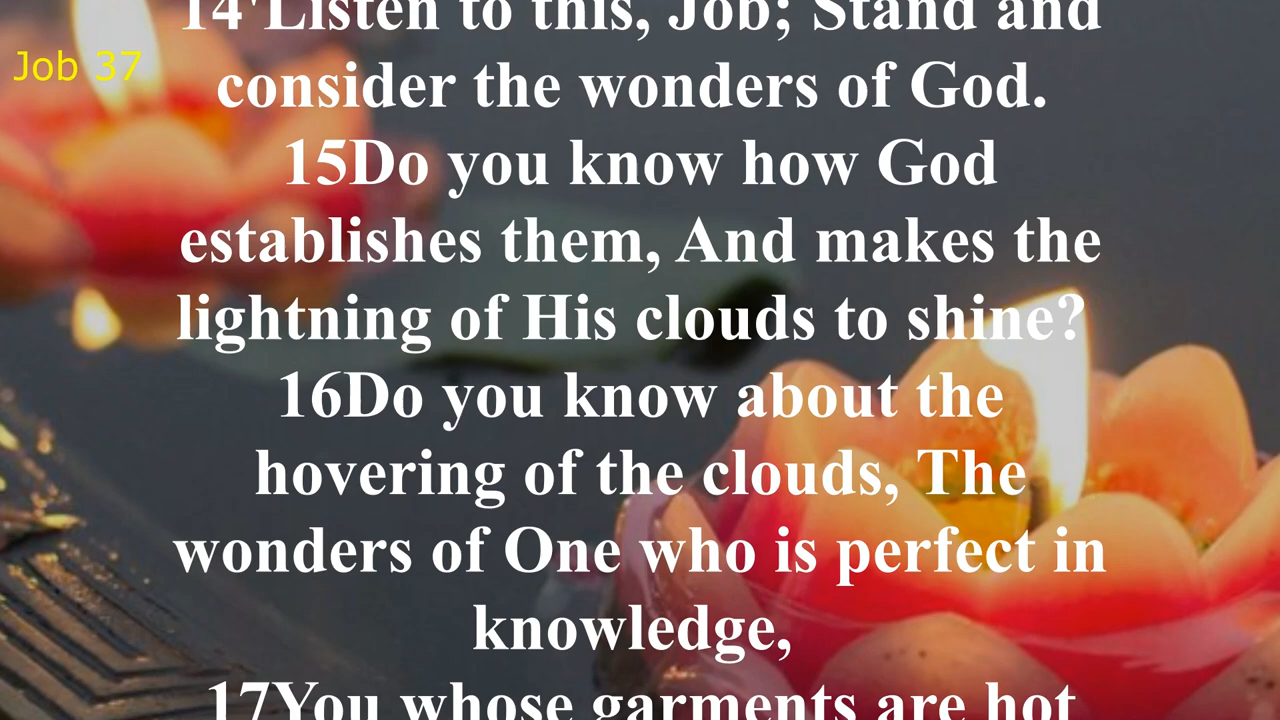 14'Listen to this, Job; Stand and
Job 37
consider the wonders of God.
15Do you know how God
establishes them, And makes the
lightning of His clouds to shine?
16Do you know about the
hovering of the clouds, The
wonders of One who is perfect in
knowledge,
17You whose garments are hot